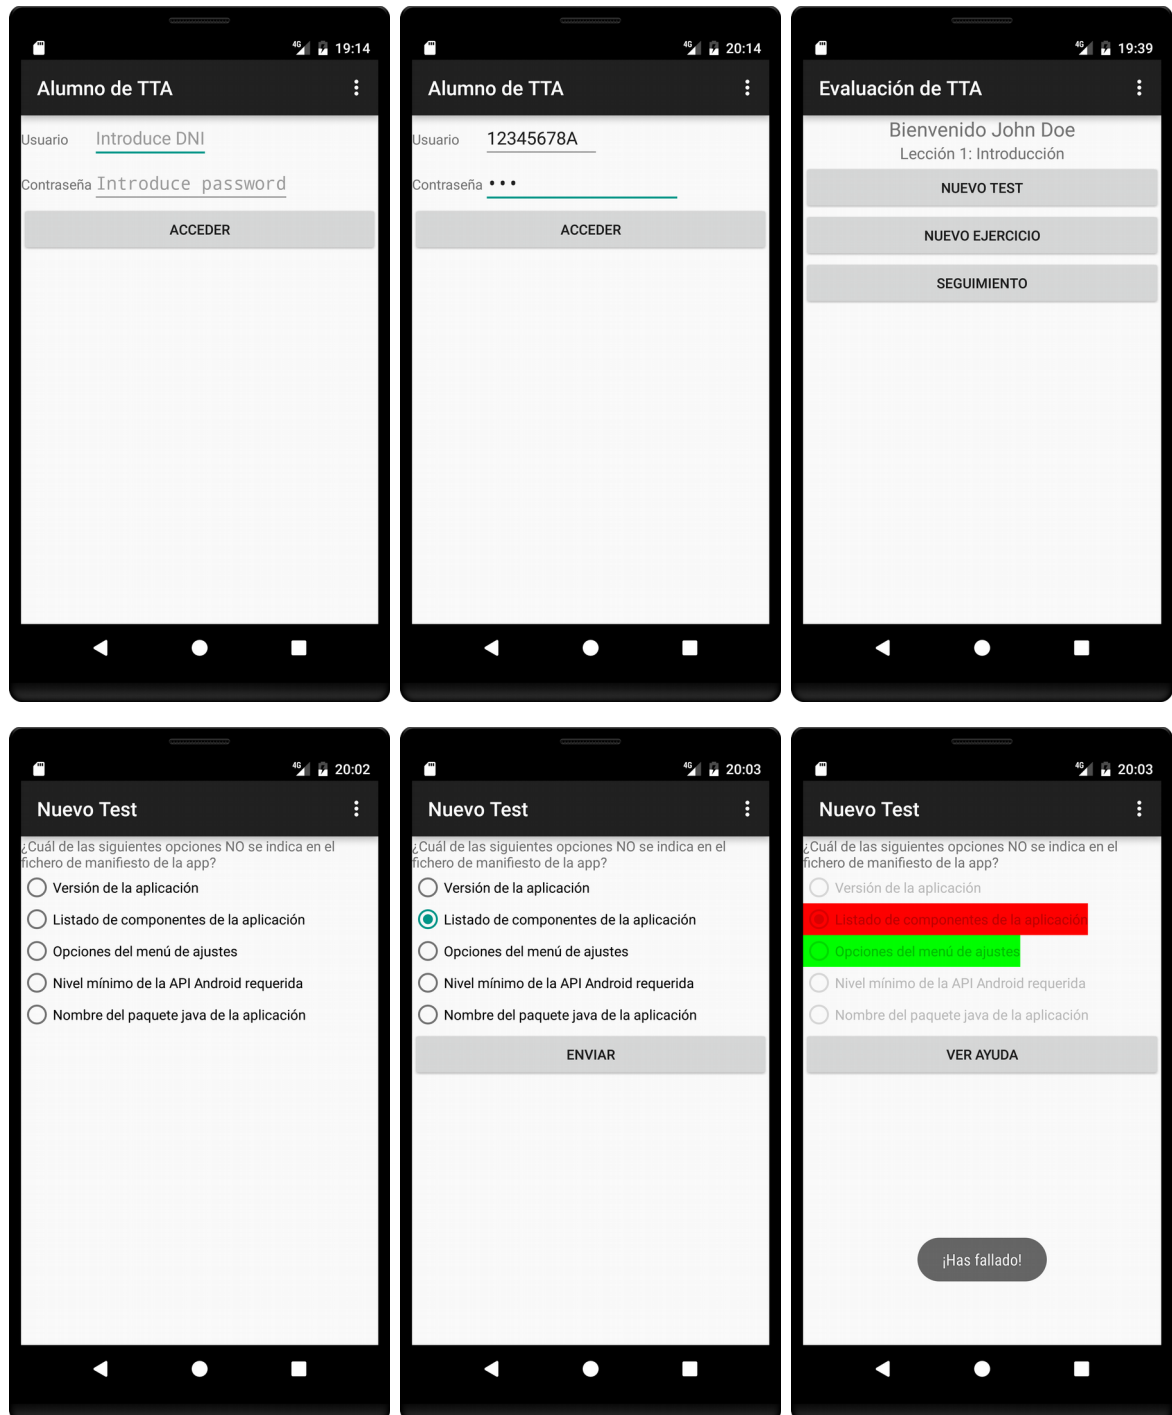 4G 19:14
Alumno de TTA
Usuario Introduce DNI
Contraseña Introduce password
ACCEDER
4G 20:14
Alumno de TTA
Usuario 12345678A
Contraseña •••
ACCEDER
4G 19:39
Evaluación de TTA
Bienvenido John Doe
Lección 1: Introducción
NUEVO TEST
NUEVO EJERCICIO
SEGUIMIENTO
4G 20:02
Nuevo Test
¿Cuál de las siguientes opciones NO se indica en el
fichero de manifiesto de la app?
Versión de la aplicación
Listado de componentes de la aplicación
Opciones del menú de ajustes
Nivel mínimo de la API Android requerida
Nombre del paquete java de la aplicación
4G 20:03
Nuevo Test
¿Cuál de las siguientes opciones NO se indica en el
fichero de manifiesto de la app?
Versión de la aplicación
Listado de componentes de la aplicación
Opciones del menú de ajustes
Nivel mínimo de la API Android requerida
Nombre del paquete java de la aplicación
ENVIAR
4G 20:03
Nuevo Test
¿Cuál de las siguientes opciones NO se indica en el
fichero de manifiesto de la app?
Versión de la aplicación
Listado de componentes de la aplicación
Opciones del menú de ajustes
Nivel mínimo de la API Android requerida
Nombre del paquete java de la aplicación
VER AYUDA
¡Has fallado!